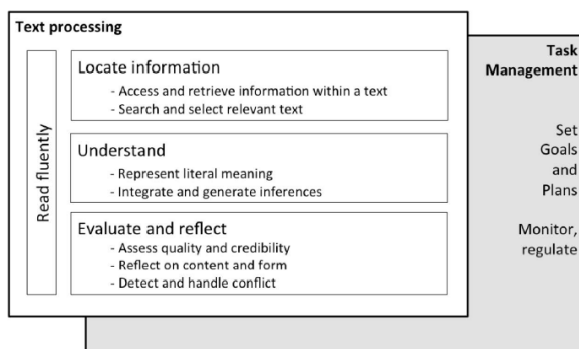 Text processing
Read fluently
Locate information
- Access and retrieve information within a text
- Search and select relevant text
Understand
- Represent literal meaning
- Integrate and generate inferences
Evaluate and reflect
- Assess quality and credibility
- Reflect on content and form
- Detect and handle conflict
Task
Management
Set
Goals
and
Plans
Monitor,
regulate